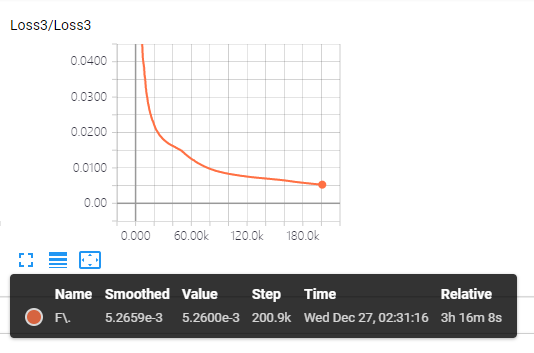 Loss3/Loss3
0.0400
0.0300
0.0200
0.0100
0.00
0.000 60.00k 120.0k 180.0k
Name Smoothed Value Step Time Relative
F\. 5.2659e-3 5.2600e-3 200.9k Wed Dec 27, 02:31:16 3h 16m 8s